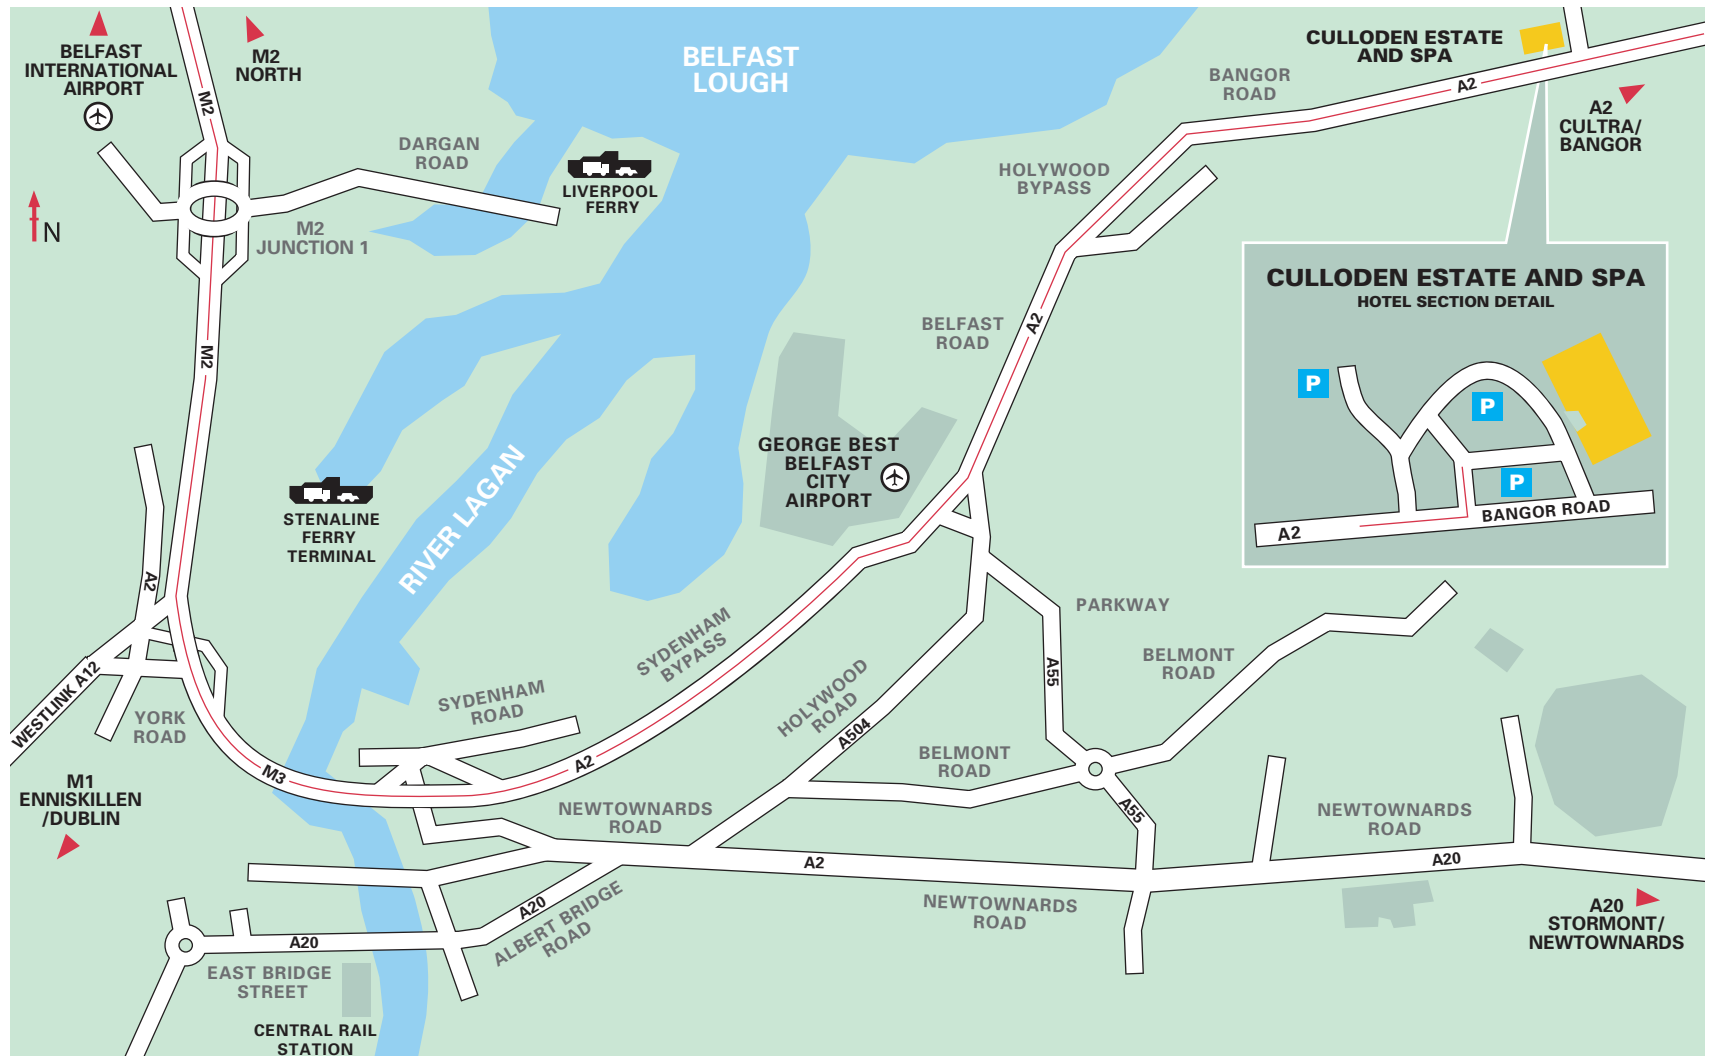 BELFAST
INTERNATIONAL
AIRPORT
M2
NORTH
M2
BELFAST
LOUGH
CULLODEN ESTATE
AND SPA
BANGOR
ROAD
A2
A2
CULTRA/
BANGOR
DARGAN
ROAD
LIVERPOOL
FERRY
HOLYWOOD
BYPASS
N
M2
JUNCTION 1
CULLODEN ESTATE AND SPA
HOTEL SECTION DETAIL
P
P
P
BANGOR ROAD
A2
BELFAST
ROAD
A2
M2
GEORGE BEST
BELFAST
CITY
AIRPORT
STENALINE
FERRY
TERMINAL
RIVER LAGAN
A2
SYDENHAM
BYPASS
PARKWAY
A55
BELMONT
ROAD
WESTLINK A12
YORK
ROAD
SYDENHAM
ROAD
HOLYWOOD
ROAD
A504
M3
A2
BELMONT
ROAD
M1
ENNISKILLEN
/DUBLIN
NEWTOWNARDS
ROAD
A55
NEWTOWNARDS
ROAD
A2
A20
A20
ALBERT BRIDGE
ROAD
NEWTOWNARDS
ROAD
A20
STORMONT/
NEWTOWNARDS
A20
EAST BRIDGE
STREET
CENTRAL RAIL
STATION